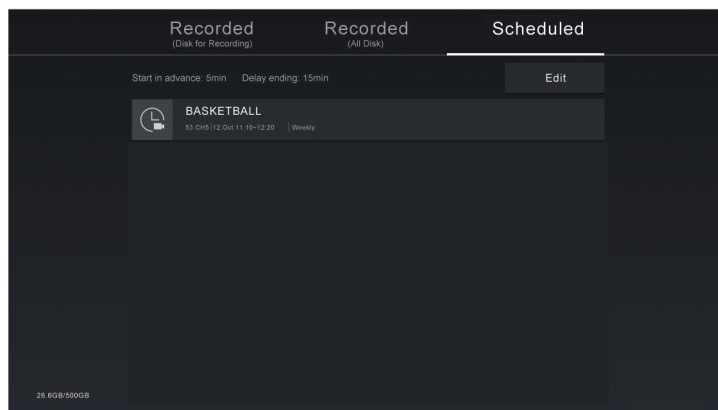 Recorded
(Disk for Recording)
Recorded
(All Disk)
Scheduled
Start in advance: 5min Delay ending: 15min
Edit
BASKETBALL
53 CH5|12.Oct 11:10~12:20 |Weekly
26.6GB/500GB